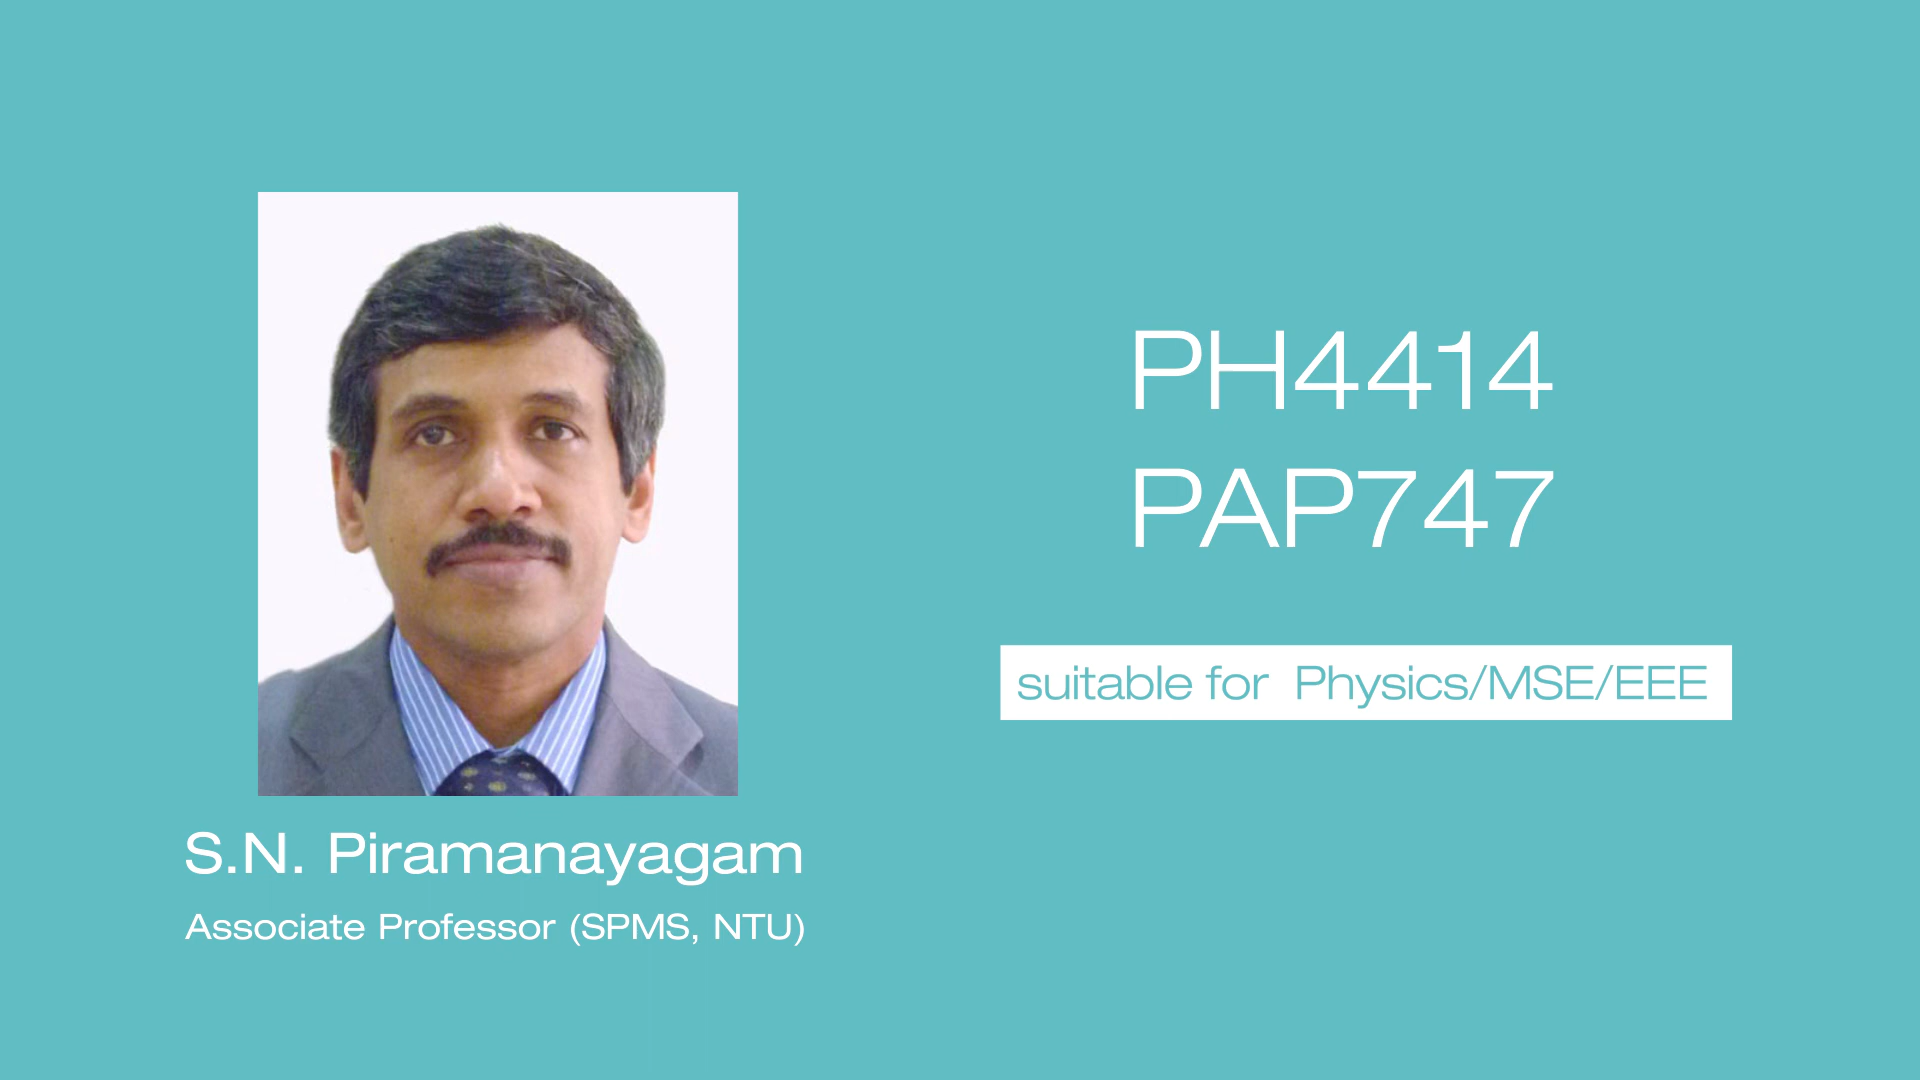 S.N. Piramanayagam
Associate Professor (SPMS, NTU)
PH4414
PAP747
suitable for Physics/MSE/EEE